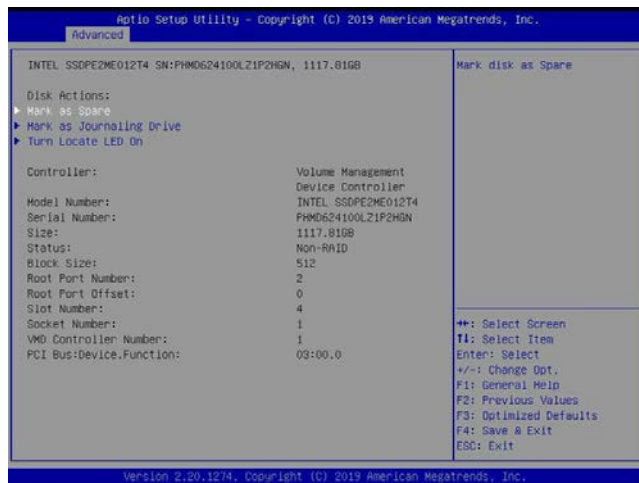 Aptio Setup Utility - Copyright (C) 2019 American Megatrends, Inc.
Advanced
INTEL SSDPE2ME012T4 SN:PHMD624100LZ1P2HGN, 1117.81GB
Mark disk as Spare
Disk Actions:
Mark as Spare
Mark as Journaling Drive
Turn Locate LED On
Controller: Volume Management
Device Controller
Model Number: INTEL SSDPE2ME012T4
Serial Number: PHMD624100LZ1P2HGN
Size: 1117.81GB
Status: Non-RAID
Block Size: 512
Root Port Number: 2
Root Port Offset: 0
Slot Number: 4
Socket Number: 1
VMD Controller Number: 1
PCI Bus:Device.Function: 03:00.0
→←: Select Screen
↑↓: Select Item
Enter: Select
+/-: Change Opt.
F1: General Help
F2: Previous Values
F3: Optimized Defaults
F4: Save & Exit
ESC: Exit
Version 2.20.1274. Copyright (C) 2019 American Megatrends, Inc.